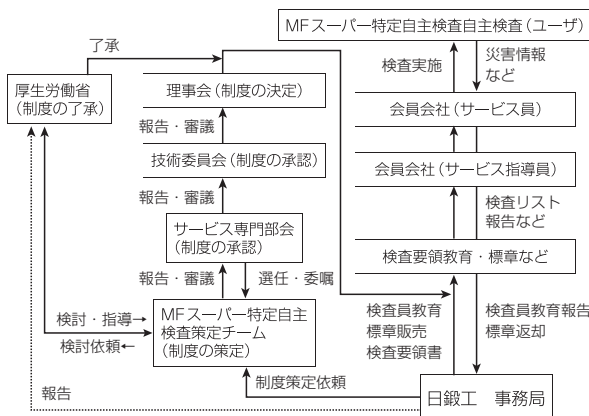 MFスーパー特定自主検査自主検査（ユーザ）
了承
検査実施
災害情報
など
厚生労働省
（制度の了承）
理事会（制度の決定）
会員会社（サービス員）
報告・審議
技術委員会（制度の承認）
会員会社（サービス指導員）
報告・審議
検査リスト
報告など
サービス専門部会
（制度の承認）
検査要領教育・標章など
報告・審議
選任・委嘱
MFスーパー特定自主
検査策定チーム
（制度の策定）
検査員教育
標章販売
検査要領書
検査員教育報告
標章返却
検討・指導→
検討依頼←
制度策定依頼
報告
日鍛工　事務局